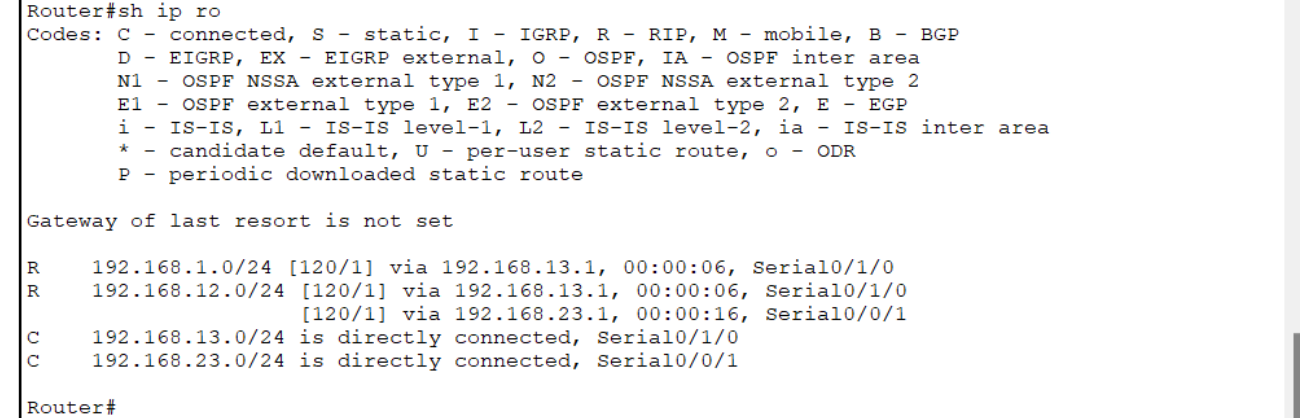 Router#sh ip ro
Codes: C - connected, S - static, I - IGRP, R - RIP, M - mobile, B - BGP
       D - EIGRP, EX - EIGRP external, O - OSPF, IA - OSPF inter area
       N1 - OSPF NSSA external type 1, N2 - OSPF NSSA external type 2
       E1 - OSPF external type 1, E2 - OSPF external type 2, E - EGP
       i - IS-IS, L1 - IS-IS level-1, L2 - IS-IS level-2, ia - IS-IS inter area
       * - candidate default, U - per-user static route, o - ODR
       P - periodic downloaded static route

Gateway of last resort is not set

R    192.168.1.0/24 [120/1] via 192.168.13.1, 00:00:06, Serial0/1/0
R    192.168.12.0/24 [120/1] via 192.168.13.1, 00:00:06, Serial0/1/0
                     [120/1] via 192.168.23.1, 00:00:16, Serial0/0/1
C    192.168.13.0/24 is directly connected, Serial0/1/0
C    192.168.23.0/24 is directly connected, Serial0/0/1

Router#